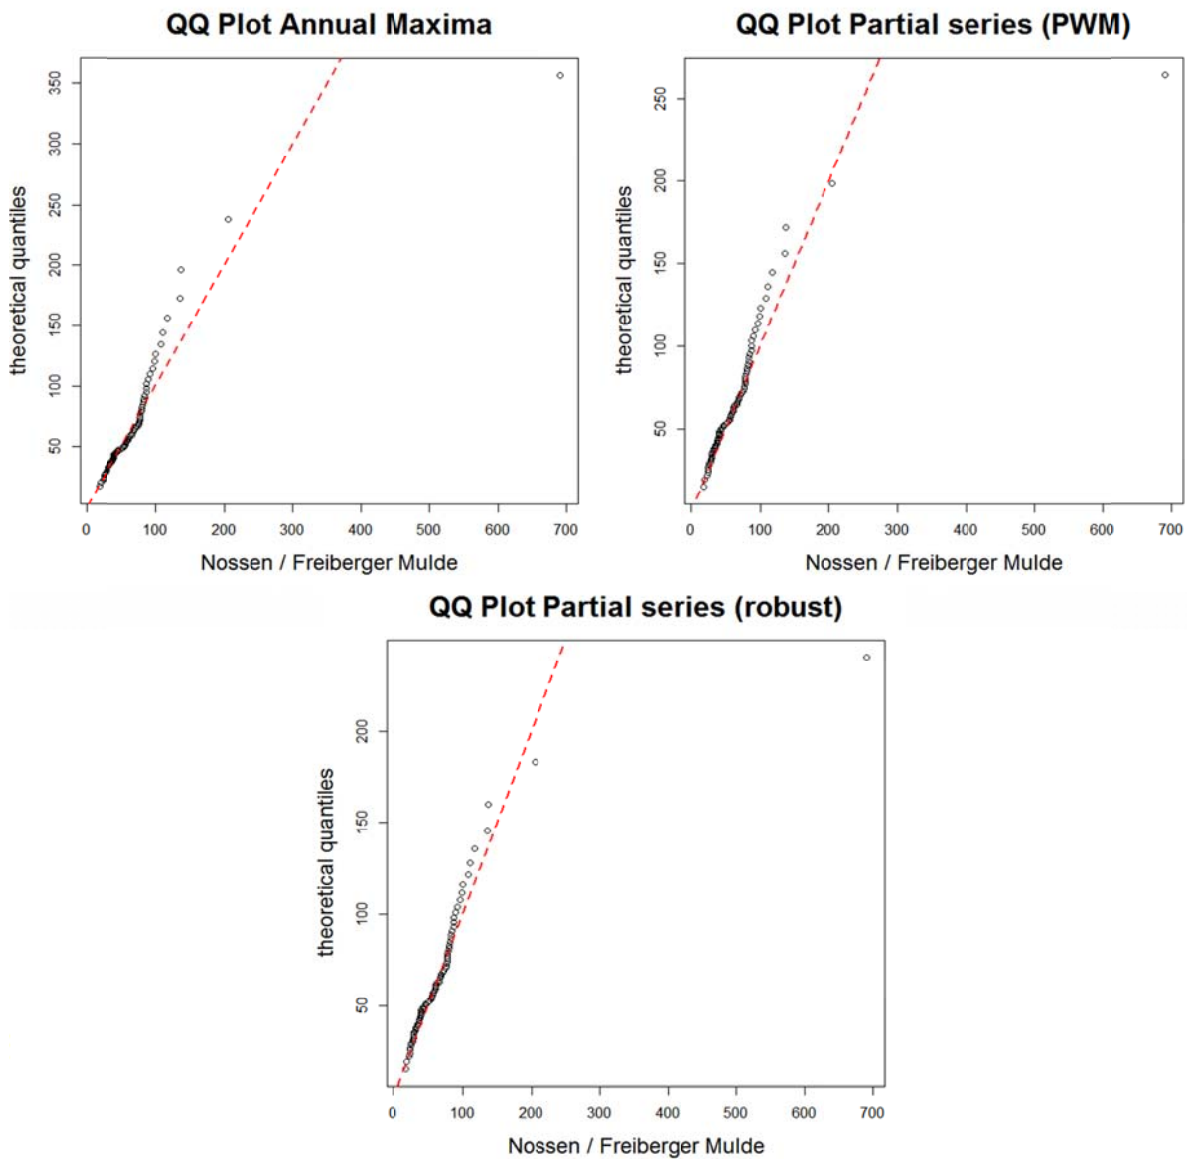 QQ Plot Annual Maxima
theoretical quantiles
350
300
250
200
150
100
50
0 100 200 300 400 500 600 700
Nossen / Freiberger Mulde
QQ Plot Partial series (PWM)
theoretical quantiles
250
200
150
100
50
0 100 200 300 400 500 600 700
Nossen / Freiberger Mulde
QQ Plot Partial series (robust)
theoretical quantiles
200
150
100
50
0 100 200 300 400 500 600 700
Nossen / Freiberger Mulde